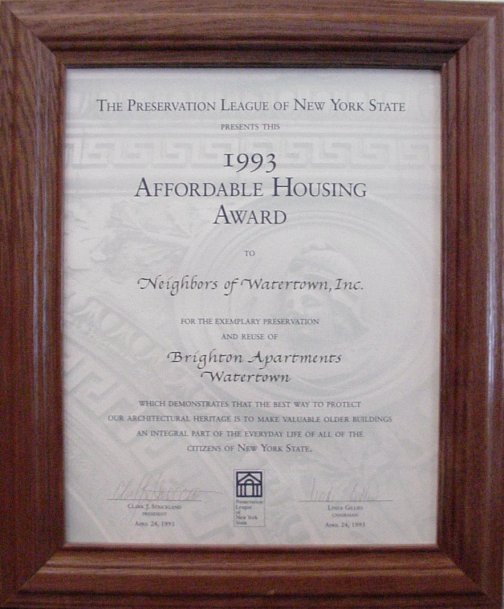 THE PRESERVATION LEAGUE OF NEW YORK STATE
PRESENTS THIS
1993
AFFORDABLE HOUSING
AWARD
TO
Neighbors of Watertown, Inc.
FOR THE EXEMPLARY PRESERVATION
AND REUSE OF
Brighton Apartments
Watertown
WHICH DEMONSTRATES THAT THE BEST WAY TO PROTECT
OUR ARCHITECTURAL HERITAGE IS TO MAKE VALUABLE OLDER BUILDINGS
AN INTEGRAL PART OF THE EVERYDAY LIFE OF ALL OF THE
CITIZENS OF NEW YORK STATE.
CLARK J. STRICKLAND
PRESIDENT
APRIL 24, 1993
Preservation
League
of
New York
State
LINDA GILLIES
CHAIRMAN
APRIL 24, 1993